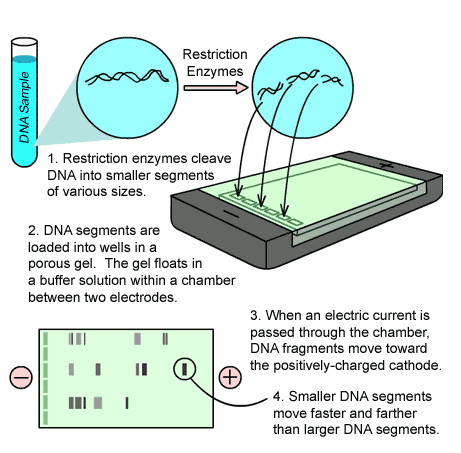 DNA Sample
Restriction
Enzymes
1. Restriction enzymes cleave
DNA into smaller segments
of various sizes.
2. DNA segments are
loaded into wells in a
porous gel. The gel floats in
a buffer solution within a chamber
between two electrodes.
3. When an electric current is
passed through the chamber,
DNA fragments move toward
the positively-charged cathode.
−
+
4. Smaller DNA segments
move faster and farther
than larger DNA segments.